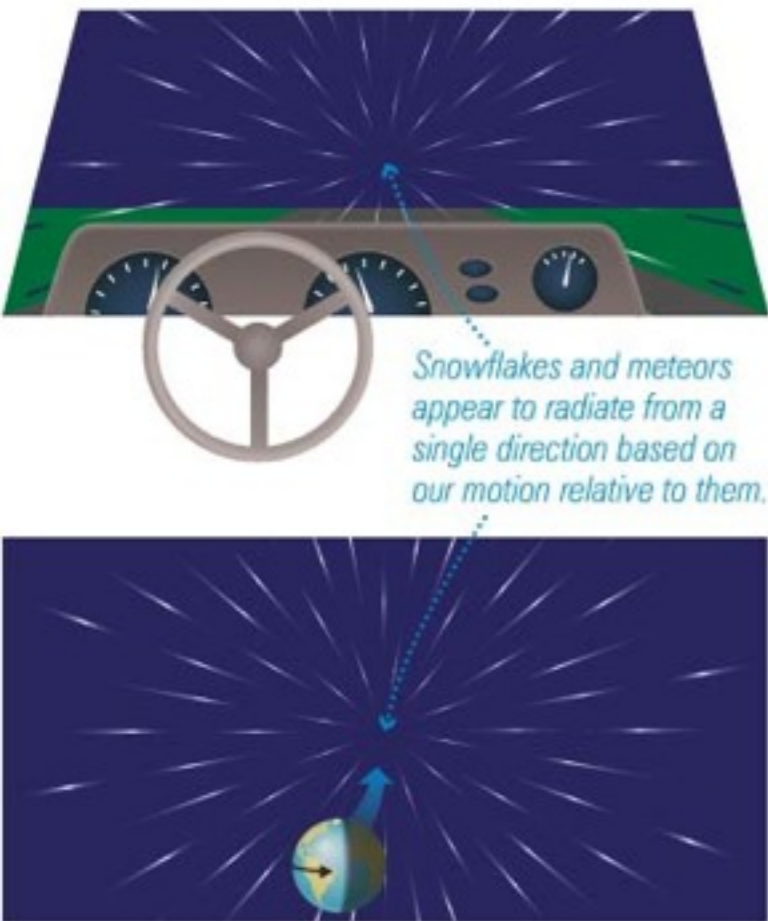 Snowflakes and meteors
appear to radiate from a
single direction based on
our motion relative to them.